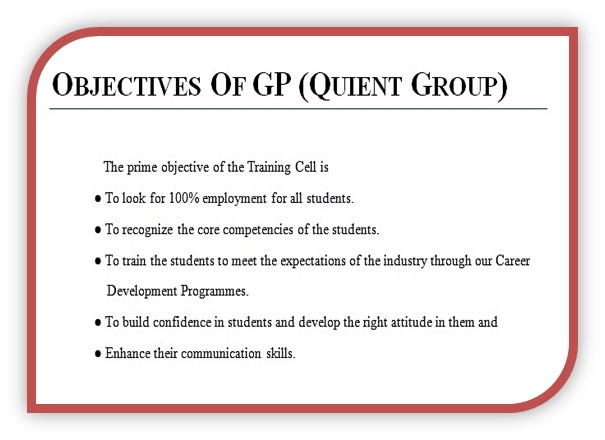 OBJECTIVES OF GP (QUIENT GROUP)
The prime objective of the Training Cell is
● To look for 100% employment for all students.
● To recognize the core competencies of the students.
● To train the students to meet the expectations of the industry through our Career
Development Programmes.
● To build confidence in students and develop the right attitude in them and
● Enhance their communication skills.